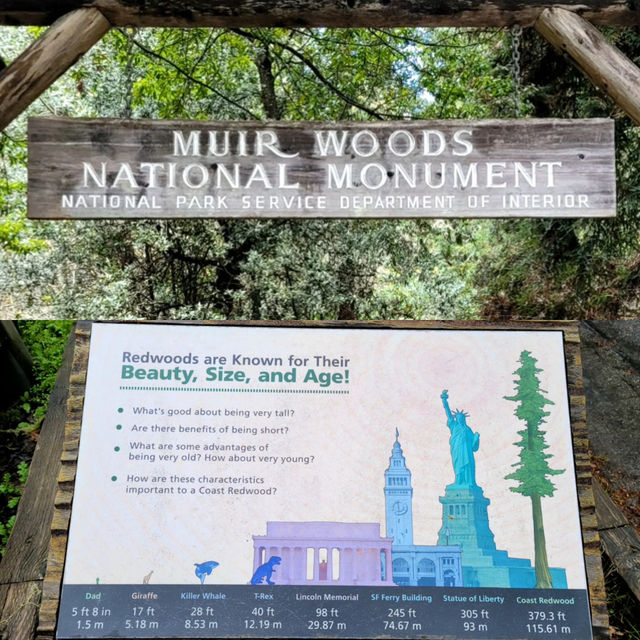 MUIR WOODS
NATIONAL MONUMENT
NATIONAL PARK SERVICE DEPARTMENT OF INTERIOR
Redwoods are Known for Their
Beauty, Size, and Age!
• What's good about being very tall?
• Are there benefits of being short?
• What are some advantages of
being very old? How about very young?
• How are these characteristics
important to a Coast Redwood?
Dad Giraffe Killer Whale T-Rex Lincoln Memorial SF Ferry Building Statue of Liberty Coast Redwood
5 ft 8 in 17 ft 28 ft 40 ft 98 ft 245 ft 305 ft 379.3 ft
1.5 m 5.18 m 8.53 m 12.19 m 29.87 m 74.67 m 93 m 115.61 m